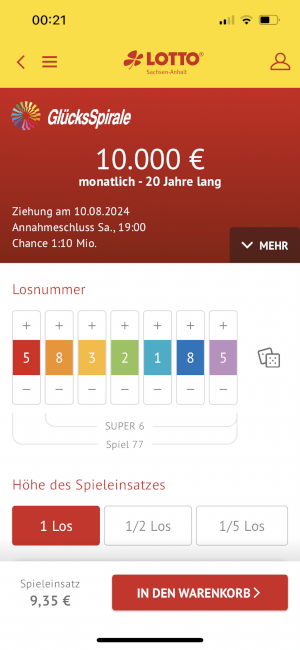 00:21
LOTTO®
Sachsen-Anhalt
GlücksSpirale
10.000 €
monatlich - 20 Jahre lang
Ziehung am 10.08.2024
Annahmeschluss Sa., 19:00
Chance 1:10 Mio.
MEHR
Losnummer
+ + + + + + +
5 8 3 2 1 8 5
− − − − − − −
SUPER 6
Spiel 77
Höhe des Spieleinsatzes
1 Los 1/2 Los 1/5 Los
Spieleinsatz
9,35 €
IN DEN WARENKORB